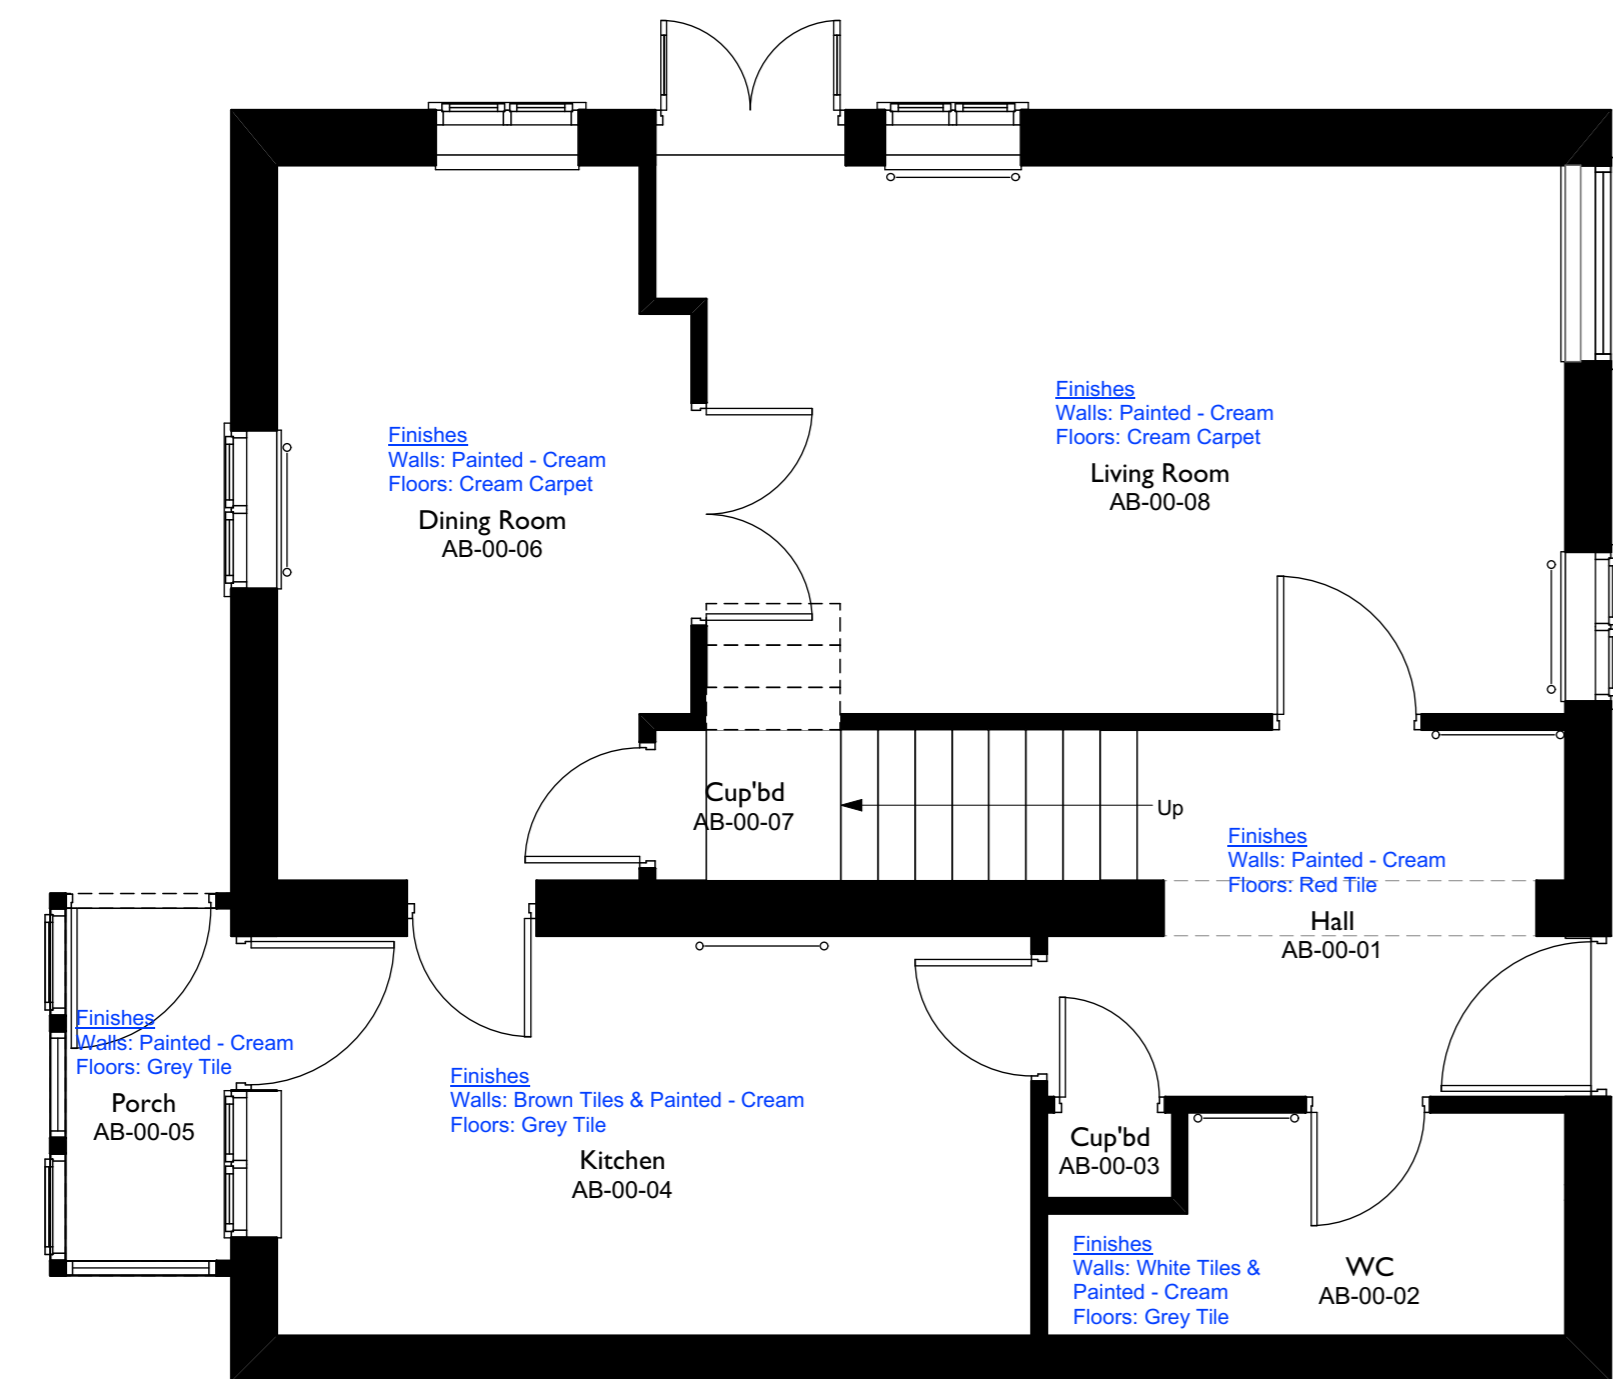 Finishes
Walls: Painted - Cream
Floors: Cream Carpet
Living Room
AB-00-08
Finishes
Walls: Painted - Cream
Floors: Cream Carpet
Dining Room
AB-00-06
Cup'bd
AB-00-07
Up
Finishes
Walls: Painted - Cream
Floors: Red Tile
Hall
AB-00-01
Finishes
Walls: Painted - Cream
Floors: Grey Tile
Porch
AB-00-05
Finishes
Walls: Brown Tiles & Painted - Cream
Floors: Grey Tile
Kitchen
AB-00-04
Cup'bd
AB-00-03
Finishes
Walls: White Tiles &
Painted - Cream
Floors: Grey Tile
WC
AB-00-02